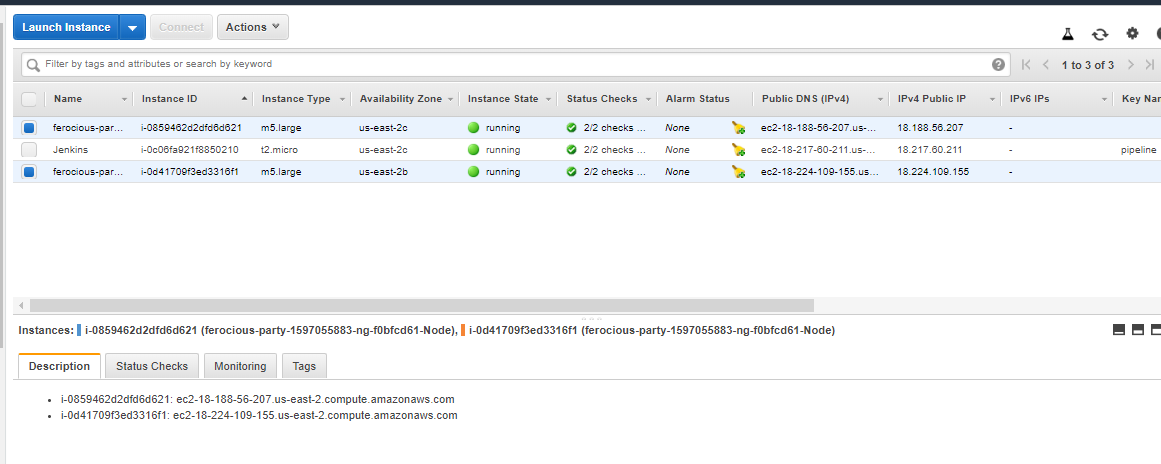 Launch Instance Connect Actions
Filter by tags and attributes or search by keyword ? 1 to 3 of 3
Name Instance ID Instance Type Availability Zone Instance State Status Checks Alarm Status Public DNS (IPv4) IPv4 Public IP IPv6 IPs Key Nam
ferocious-par... i-0859462d2dfd6d621 m5.large us-east-2c running 2/2 checks ... None ec2-18-188-56-207.us-... 18.188.56.207 -
Jenkins i-0c06fa921f8850210 t2.micro us-east-2c running 2/2 checks ... None ec2-18-217-60-211.us-... 18.217.60.211 - pipeline
ferocious-par... i-0d41709f3ed3316f1 m5.large us-east-2b running 2/2 checks ... None ec2-18-224-109-155.us... 18.224.109.155 -
Instances: i-0859462d2dfd6d621 (ferocious-party-1597055883-ng-f0bfcd61-Node), i-0d41709f3ed3316f1 (ferocious-party-1597055883-ng-f0bfcd61-Node)
Description Status Checks Monitoring Tags
• i-0859462d2dfd6d621: ec2-18-188-56-207.us-east-2.compute.amazonaws.com
• i-0d41709f3ed3316f1: ec2-18-224-109-155.us-east-2.compute.amazonaws.com